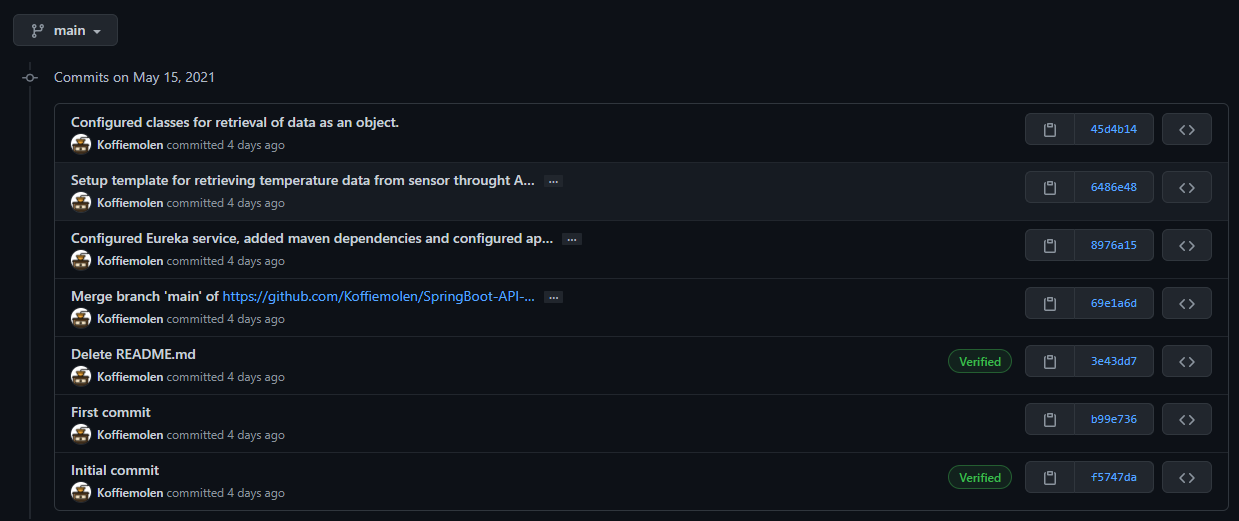 main
Commits on May 15, 2021
Configured classes for retrieval of data as an object.
Koffiemolen committed 4 days ago
45d4b14
Setup template for retrieving temperature data from sensor throught A... ...
Koffiemolen committed 4 days ago
6486e48
Configured Eureka service, added maven dependencies and configured ap... ...
Koffiemolen committed 4 days ago
8976a15
Merge branch 'main' of https://github.com/Koffiemolen/SpringBoot-API-... ...
Koffiemolen committed 4 days ago
69e1a6d
Delete README.md
Koffiemolen committed 4 days ago
Verified 3e43dd7
First commit
Koffiemolen committed 4 days ago
b99e736
Initial commit
Koffiemolen committed 4 days ago
Verified f5747da